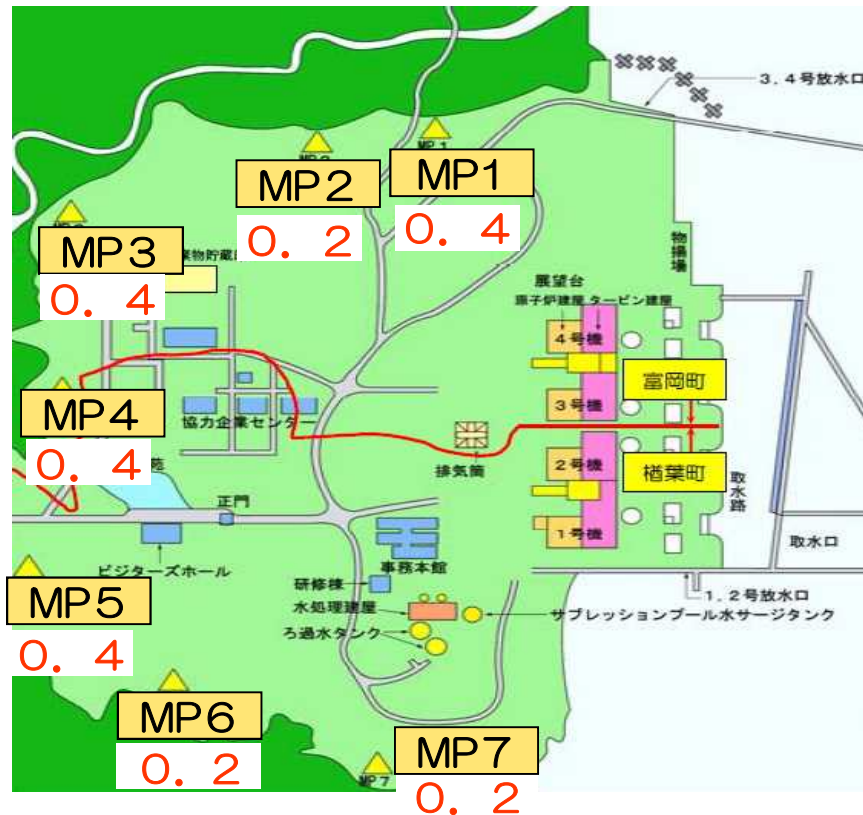 3.4号放水口
MP1
MP2
MP1
0.2
0.4
物揚場
MP3
棄物貯蔵
0.4
展望台
原子炉建屋 タービン建屋
4号機
富岡町
MP4
3号機
協力企業センター
0.4
排気筒
2号機
楢葉町
取水路
正門
1号機
取水口
ビジターズホール
事務本館
研修棟
1.2号放水口
MP5
水処理建屋
サプレッションプール水サージタンク
ろ過水タンク
0.4
MP6
0.2
MP7
MP7
0.2